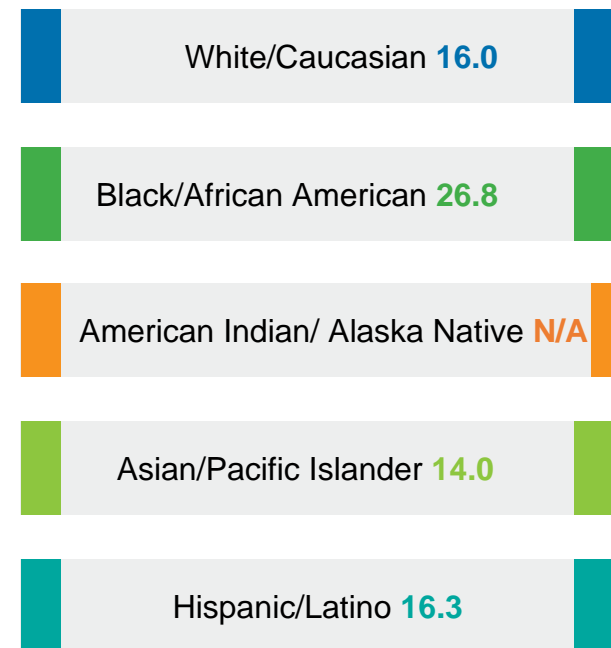 White/Caucasian 16.0
Black/African American 26.8
American Indian/ Alaska Native N/A
Asian/Pacific Islander 14.0
Hispanic/Latino 16.3